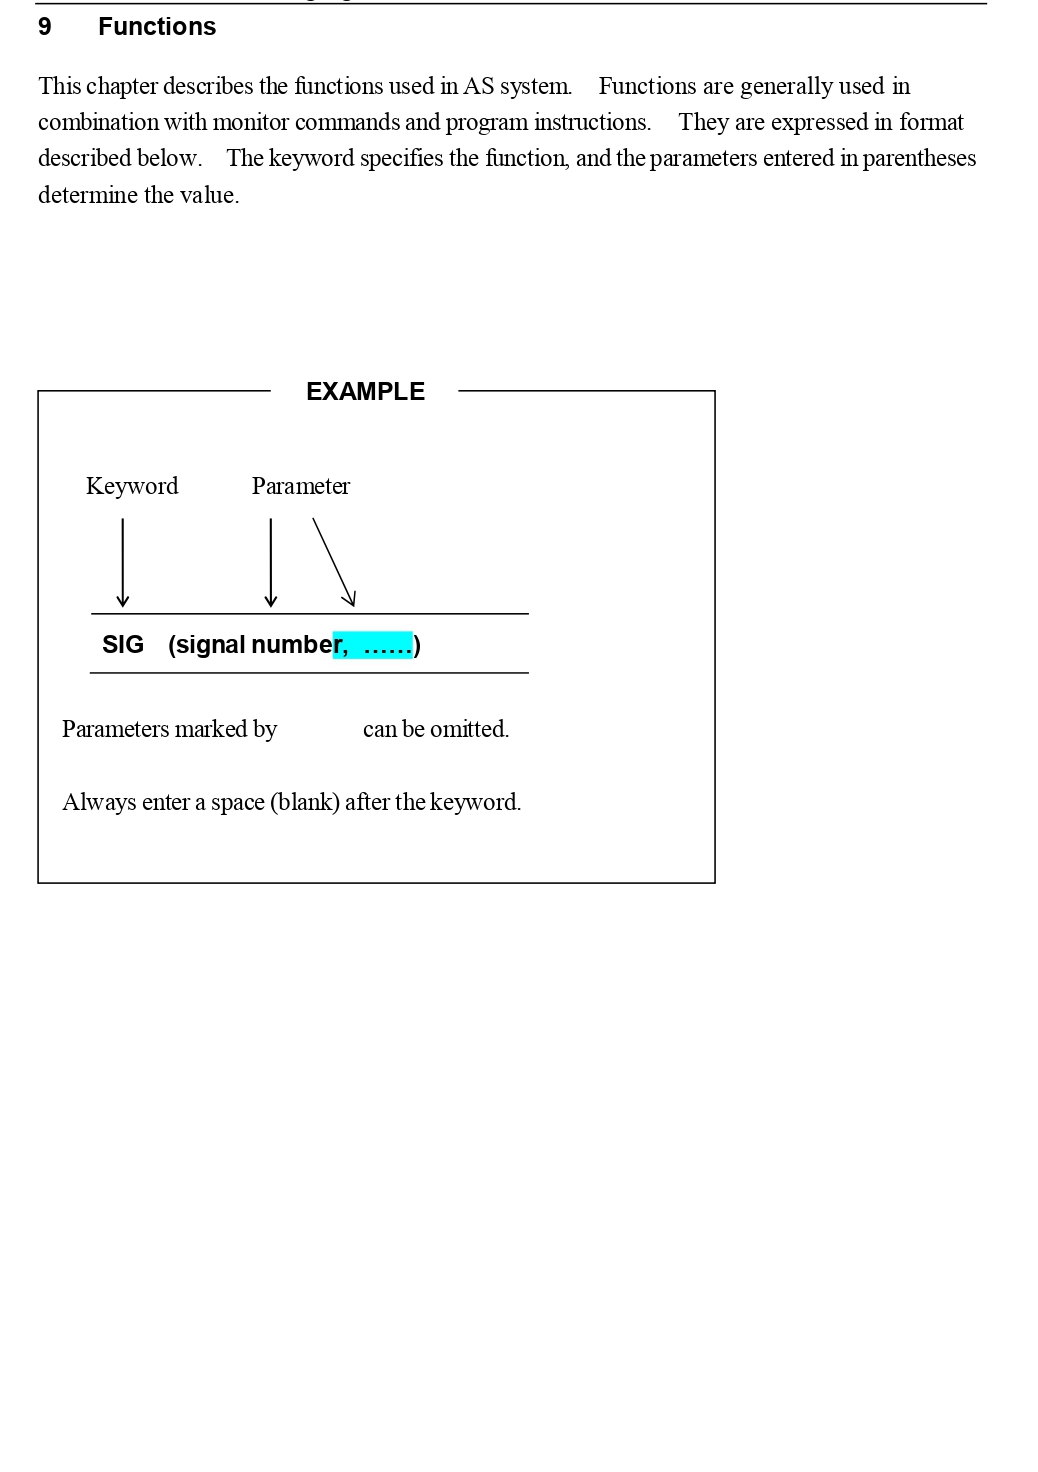 9 Functions
This chapter describes the functions used in AS system. Functions are generally used in
combination with monitor commands and program instructions. They are expressed in format
described below. The keyword specifies the function, and the parameters entered in parentheses
determine the value.
EXAMPLE
Keyword Parameter
SIG (signal number, ……)
Parameters marked by can be omitted.
Always enter a space (blank) after the keyword.